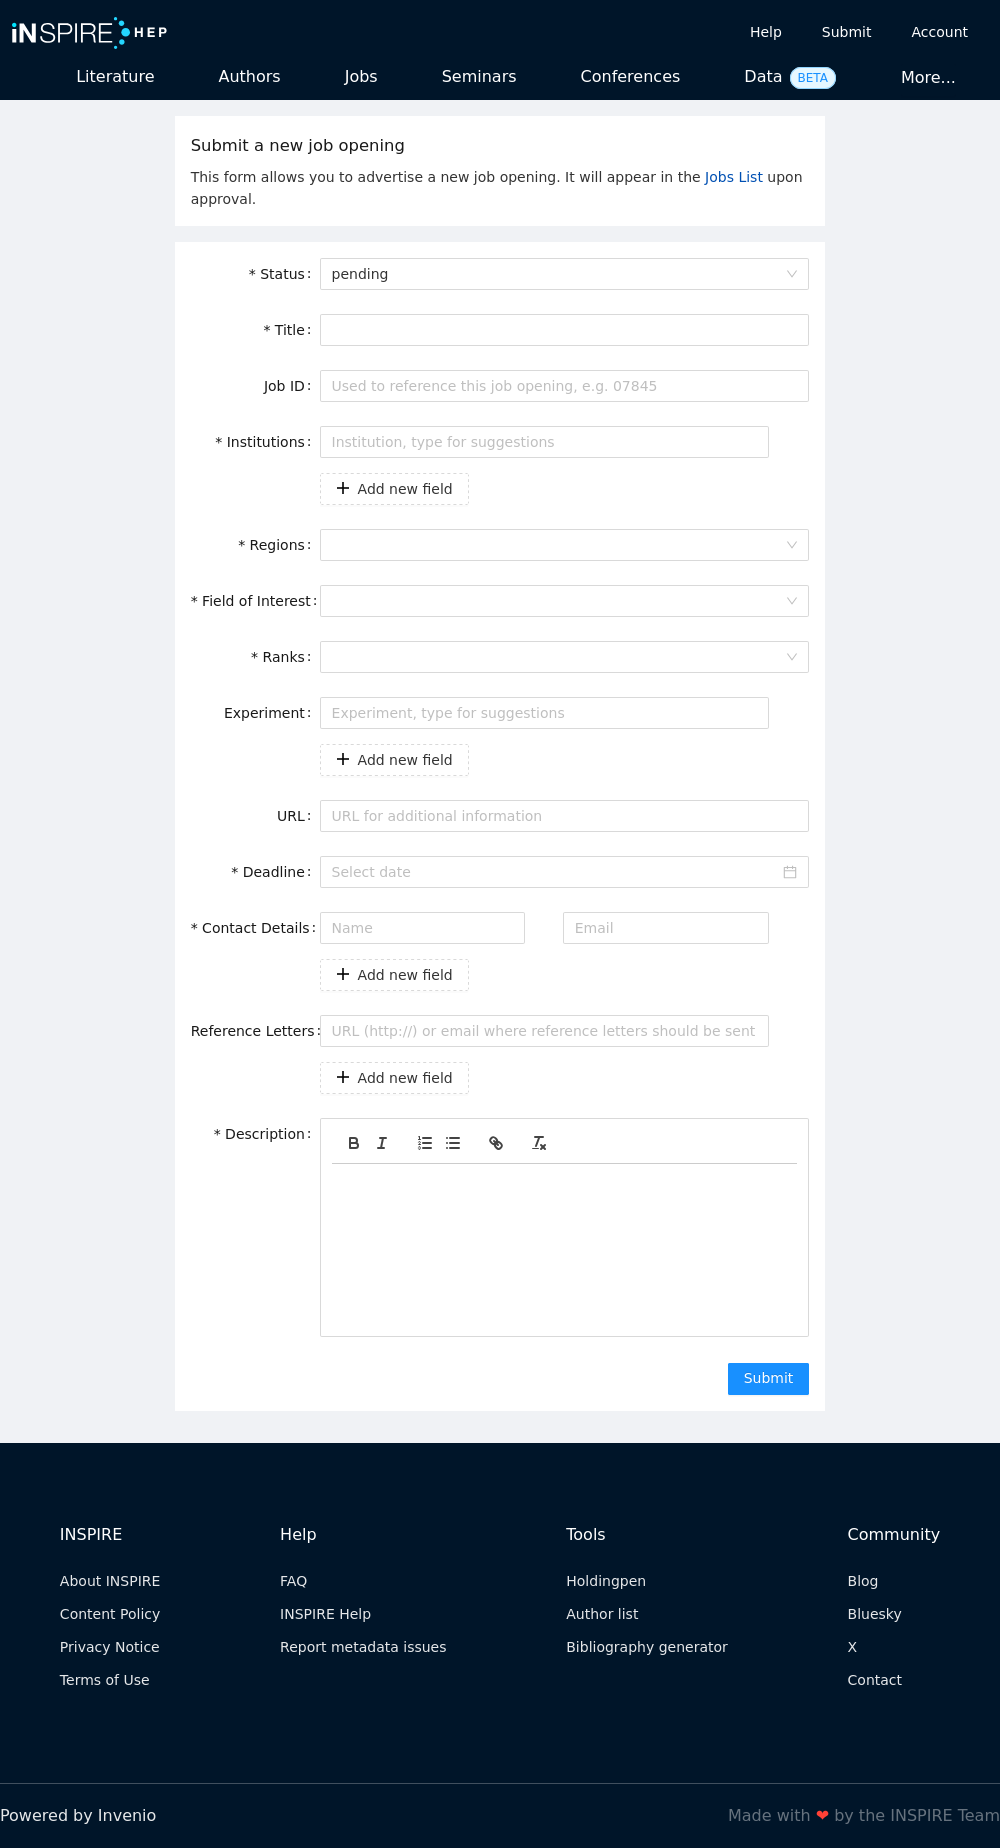 iNSPIRE HEP
Help Submit Account
Literature Authors Jobs Seminars Conferences Data BETA More...
Submit a new job opening
This form allows you to advertise a new job opening. It will appear in the Jobs List upon
approval.
* Status: pending
* Title:
Job ID: Used to reference this job opening, e.g. 07845
* Institutions: Institution, type for suggestions
+ Add new field
* Regions:
* Field of Interest:
* Ranks:
Experiment: Experiment, type for suggestions
+ Add new field
URL: URL for additional information
* Deadline: Select date
* Contact Details: Name Email
+ Add new field
Reference Letters: URL (http://) or email where reference letters should be sent
+ Add new field
* Description:
Submit
INSPIRE Help Tools Community
About INSPIRE FAQ Holdingpen Blog
Content Policy INSPIRE Help Author list Bluesky
Privacy Notice Report metadata issues Bibliography generator X
Terms of Use Contact
Powered by Invenio Made with ❤ by the INSPIRE Team